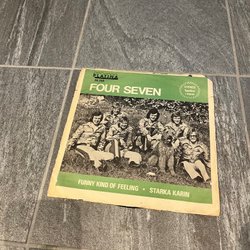 FOUR SEVEN
FUNNY KIND OF FEELING • STARKA KARIN